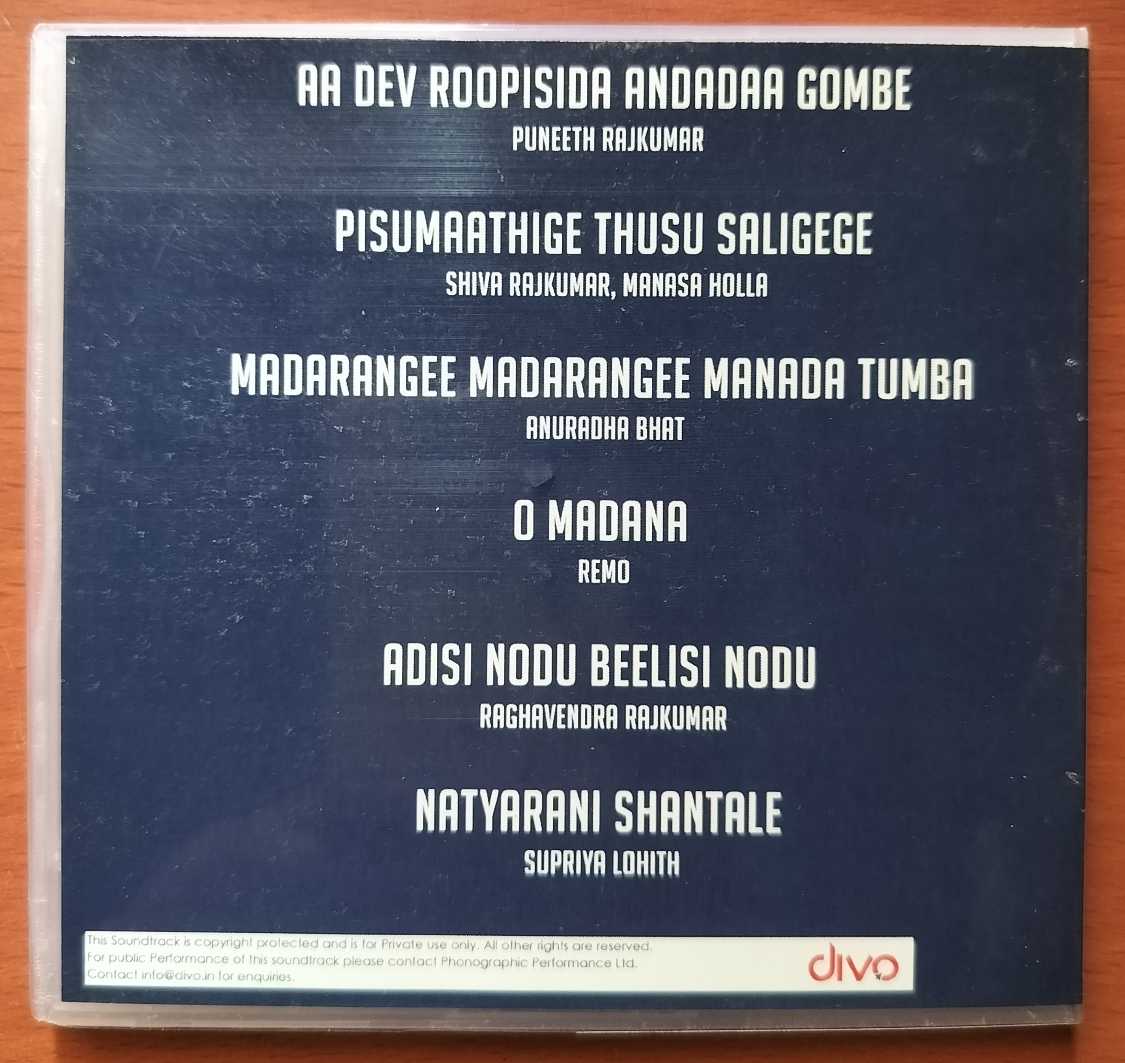 AA DEV ROOPISIDA ANDADAA GOMBE
PUNEETH RAJKUMAR
PISUMAATHIGE THUSU SALIGEGE
SHIVA RAJKUMAR, MANASA HOLLA
MADARANGEE MADARANGEE MANADA TUMBA
ANURADHA BHAT
O MADANA
REMO
ADISI NODU BEELISI NODU
RAGHAVENDRA RAJKUMAR
NATYARANI SHANTALE
SUPRIYA LOHITH
This Soundtrack is copyright protected and is for Private use only. All other rights are reserved.
For public Performance of this soundtrack please contact Phonographic Performance Ltd.
Contact info@divo.in for enquiries.
divo